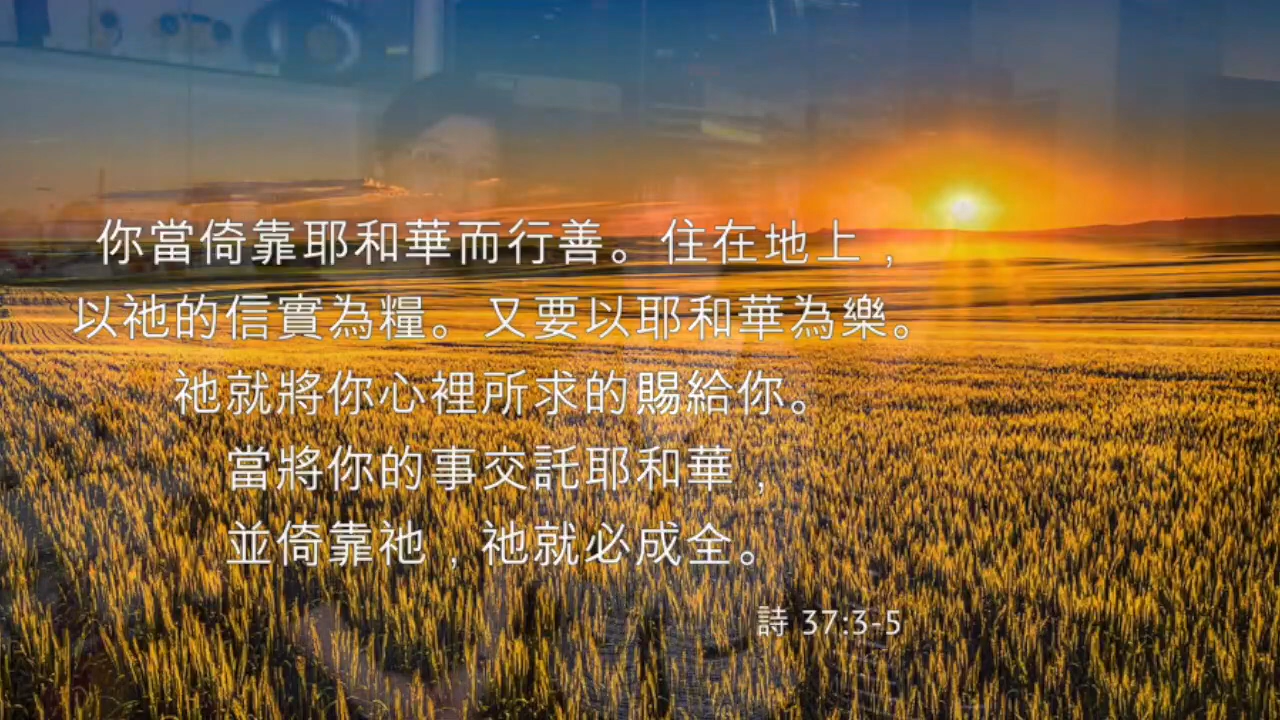 你當倚靠耶和華而行善。住在地上，
以祂的信實為糧。又要以耶和華為樂。
祂就將你心裡所求的賜給你。
當將你的事交託耶和華，
並倚靠祂，祂就必成全。
詩 37:3-5